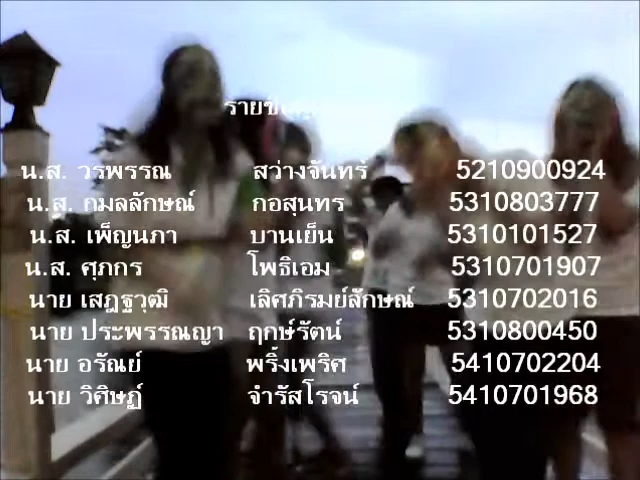 น.ส. วรพรรณ สว่างจันทร์ 5210900924
น.ส. กมลลักษณ์ กอสุนทร 5310803777
น.ส. เพ็ญนภา บานเย็น 5310101527
น.ส. ศุภกร โพธิเอม 5310701907
นาย เสฎฐวุฒิ เลิศภิรมย์ลักษณ์ 5310702016
นาย ประพรรณญา ฤกษ์รัตน์ 5310800450
นาย อรัณย์ พริ้งเพริศ 5410702204
นาย วิศิษฏ์ จำรัสโรจน์ 5410701968